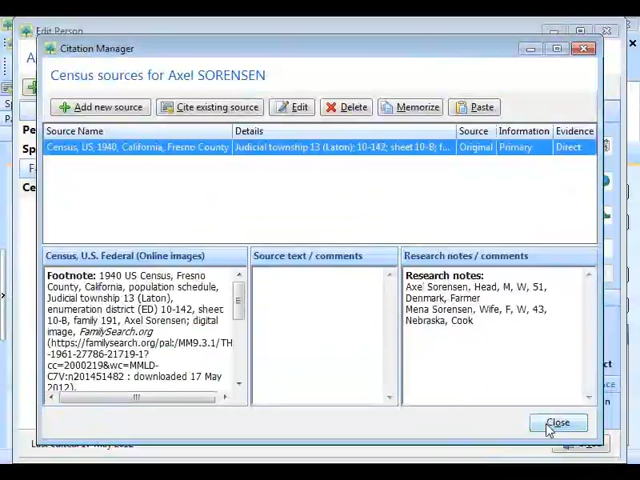 Edit Person
Citation Manager
Census sources for Axel SORENSEN
Add new source Cite existing source Edit Delete Memorize Paste
Source Name Details Source Information Evidence
Census, US, 1940, California, Fresno County Judicial township 13 (Laton); 10-142; sheet 10-B; f... Original Primary Direct
Census, U.S. Federal (Online images)
Footnote: 1940 US Census, Fresno
County, California, population schedule,
Judicial township 13 (Laton),
enumeration district (ED) 10-142, sheet
10-B, family 191, Axel Sorensen; digital
image, FamilySearch.org
(https://familysearch.org/pal:/MM9.3.1/TH
-1961-27786-21719-1?
cc=2000219&wc=MMLD-
C7V:n201451482 : downloaded 17 May
2012).
Source text / comments
Research notes / comments
Research notes:
Axel Sorensen, Head, M, W, 51,
Denmark, Farmer
Mena Sorensen, Wife, F, W, 43,
Nebraska, Cook
Close